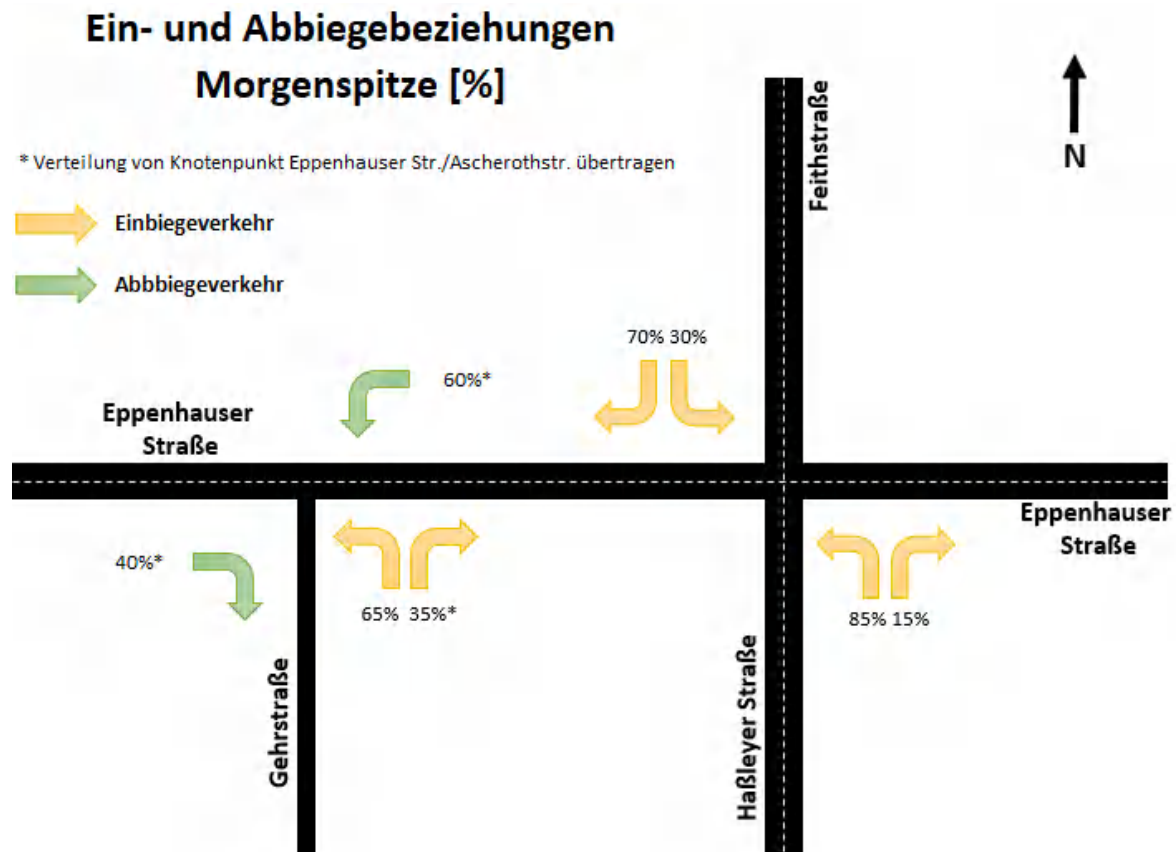 Ein- und Abbiegebeziehungen
Morgenspitze [%]
* Verteilung von Knotenpunkt Eppenhauser Str./Ascherothstr. übertragen
Einbiegeverkehr
Abbbiegeverkehr
N
Feithstraße
70% 30%
60%*
Eppenhauser
Straße
Eppenhauser
Straße
40%*
65% 35%*
85% 15%
Gehrstraße
Haßleyer Straße